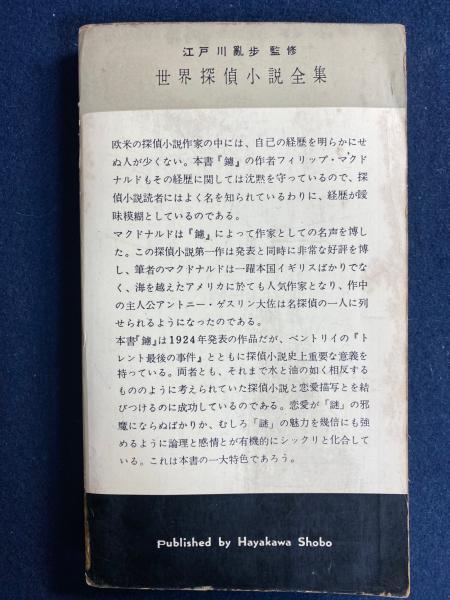 江戸川亂歩 監修
世界探偵小説全集
欧米の探偵小説作家の中には、自己の経歴を明らかにせ
ぬ人が少くない。本書『鑢』の作者フィリップ・マクド
ナルドもその経歴に関しては沈黙を守っているので、探
偵小説読者にはよく名を知られているわりに、経歴が曖
昧模糊としているのである。
マクドナルドは『鑢』によって作家としての名声を博し
た。この探偵小説第一作は発表と同時に非常な好評を博
し、筆者のマクドナルドは一躍本国イギリスばかりでな
く、海を越えたアメリカに於ても人気作家となり、作中
の主人公アントニー・ゲスリン大佐は名探偵の一人に列
せられるようになったのである。
本書『鑢』は1924年発表の作品だが、ベントリイの『ト
レント最後の事件』とともに探偵小説史上重要な意義を
持っている。両者とも、それまで水と油の如く相反する
もののように考えられていた探偵小説と恋愛描写とを結
びつけるのに成功しているのである。恋愛が「謎」の邪
魔にならぬばかりか、むしろ「謎」の魅力を幾倍にも強
めるように論理と感情とが有機的にシックリと化合して
いる。これは本書の一大特色であろう。
Published by Hayakawa Shobo